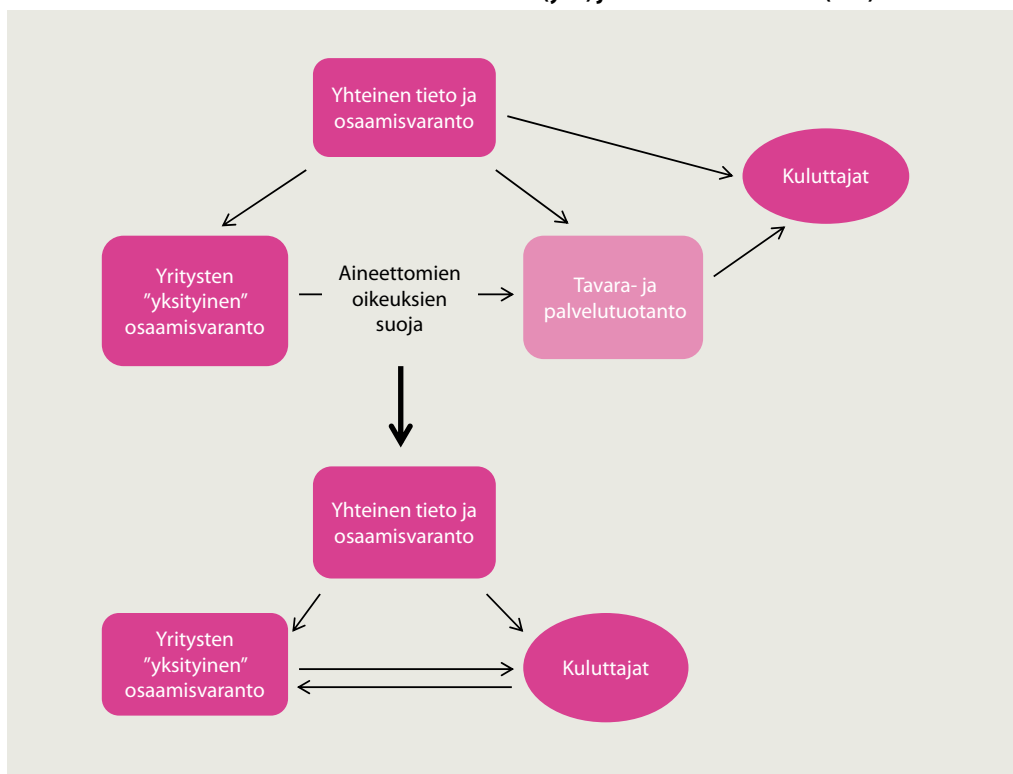 Yhteinen tieto ja
osaamisvaranto
Kuluttajat
Yritysten
"yksityinen"
osaamisvaranto
Aineettomien
oikeuksien
suoja
Tavara- ja
palvelutuotanto
Yhteinen tieto ja
osaamisvaranto
Yritysten
"yksityinen"
osaamisvaranto
Kuluttajat